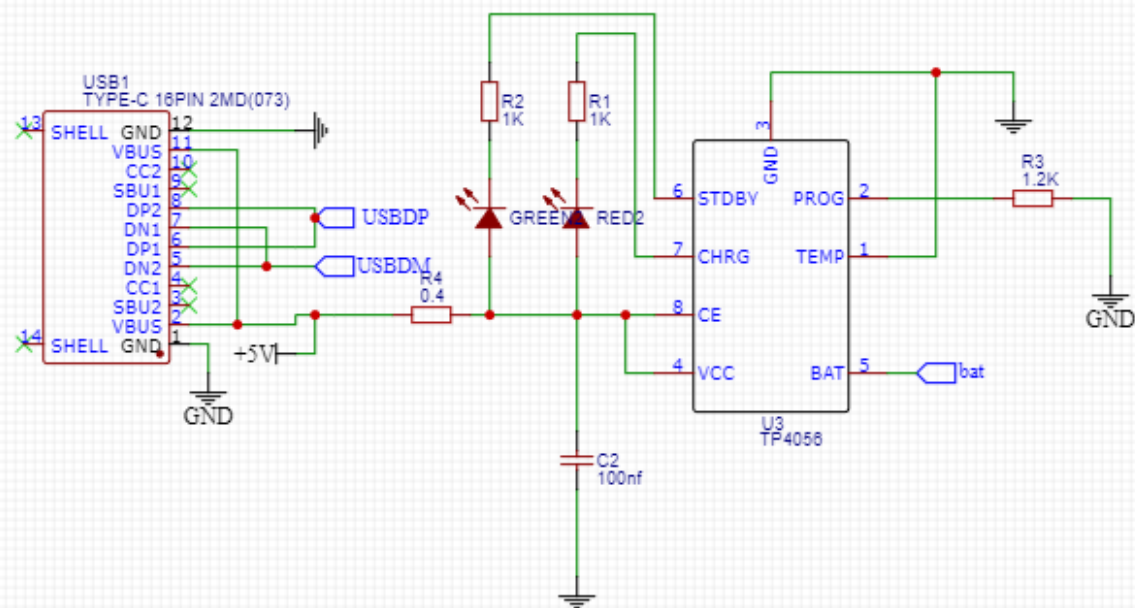 USB1
TYPE-C 16PIN 2MD(073)
13 SHELL GND 12
VBUS 11
CC2 10
SBU1 9
DP2 8
DN1 7
DP1 6
DN2 5
CC1 4
SBU2 3
VBUS 2
14 SHELL GND 1
GND
USBDP
USBDM
+5V
R4
0.4
R2
1K
R1
1K
RED2
C2
100nf
3
GND
6 STDBY PROG 2
7 CHRG TEMP 1
8 CE
4 VCC BAT 5
U3
TP4056
R3
1.2K
GND
bat